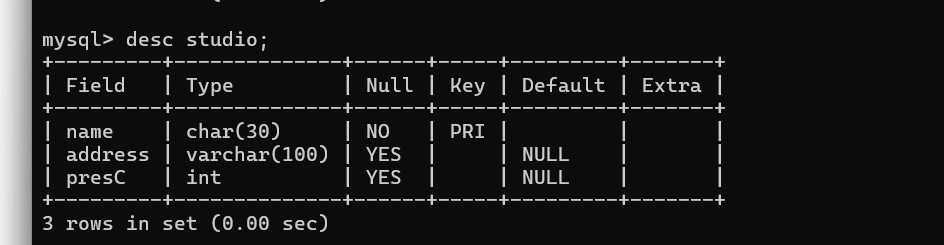 mysql> desc studio;
+---------+--------------+------+-----+---------+-------+
| Field   | Type         | Null | Key | Default | Extra |
+---------+--------------+------+-----+---------+-------+
| name    | char(30)     | NO   | PRI |         |       |
| address | varchar(100) | YES  |     | NULL    |       |
| presC   | int          | YES  |     | NULL    |       |
+---------+--------------+------+-----+---------+-------+
3 rows in set (0.00 sec)